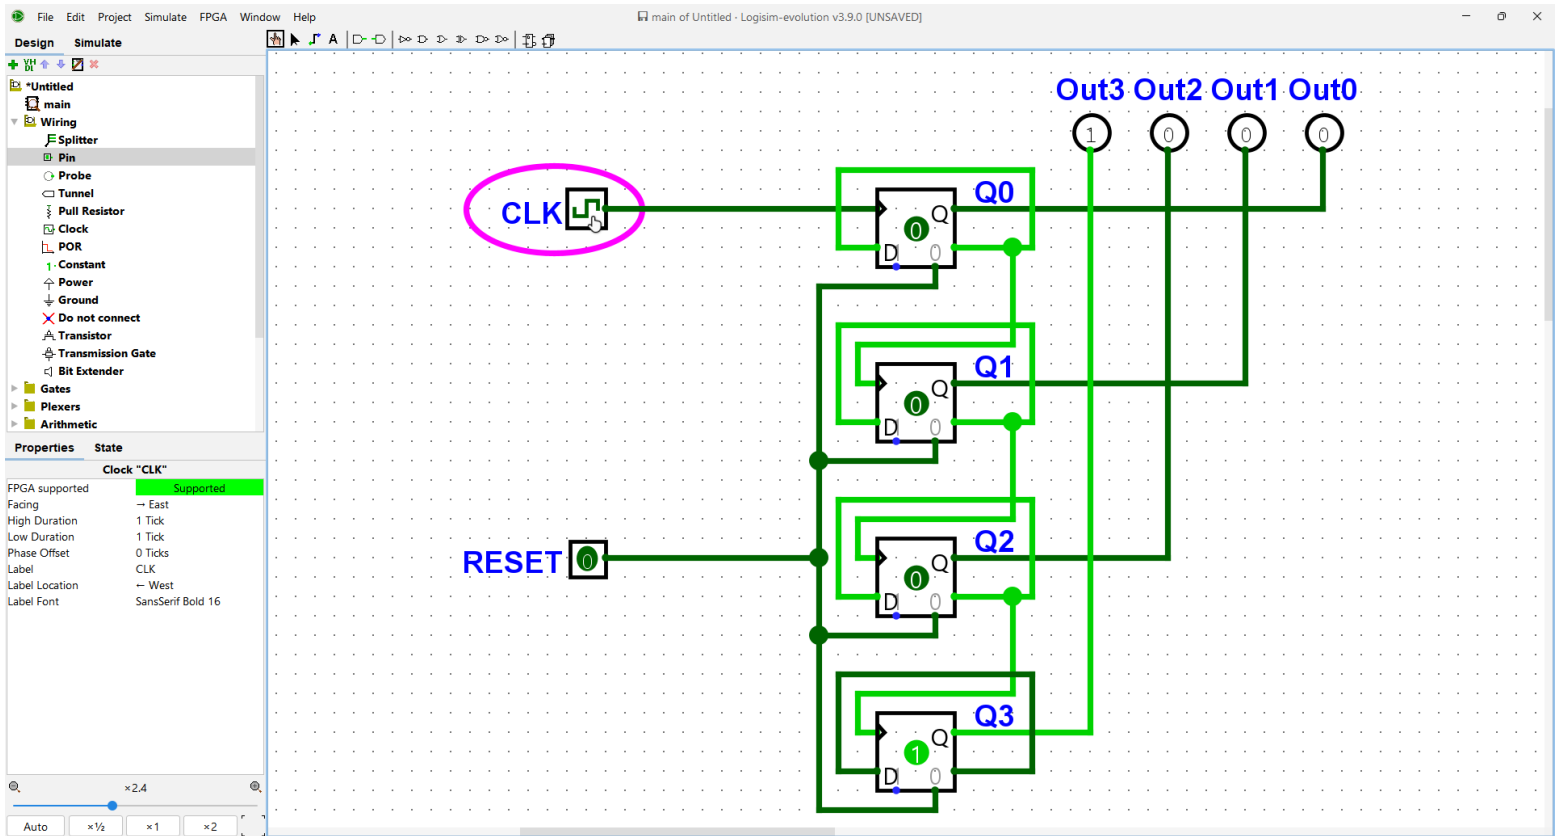 File Edit Project Simulate FPGA Window Help
main of Untitled · Logisim-evolution v3.9.0 [UNSAVED]
Design Simulate
A
VH
DL
*Untitled
main
Wiring
Splitter
Pin
Probe
Tunnel
Pull Resistor
Clock
POR
Constant
Power
Ground
Do not connect
Transistor
Transmission Gate
Bit Extender
Gates
Plexers
Arithmetic
Properties State
Clock "CLK"
FPGA supported Supported
Facing → East
High Duration 1 Tick
Low Duration 1 Tick
Phase Offset 0 Ticks
Label CLK
Label Location ← West
Label Font SansSerif Bold 16
×2.4
Auto ×½ ×1 ×2
Out3 Out2 Out1 Out0
1 0 0 0
CLK
Q0
Q
0
D 0
Q1
Q
0
D 0
RESET 0
Q2
Q
0
D 0
Q3
Q
1
D 0